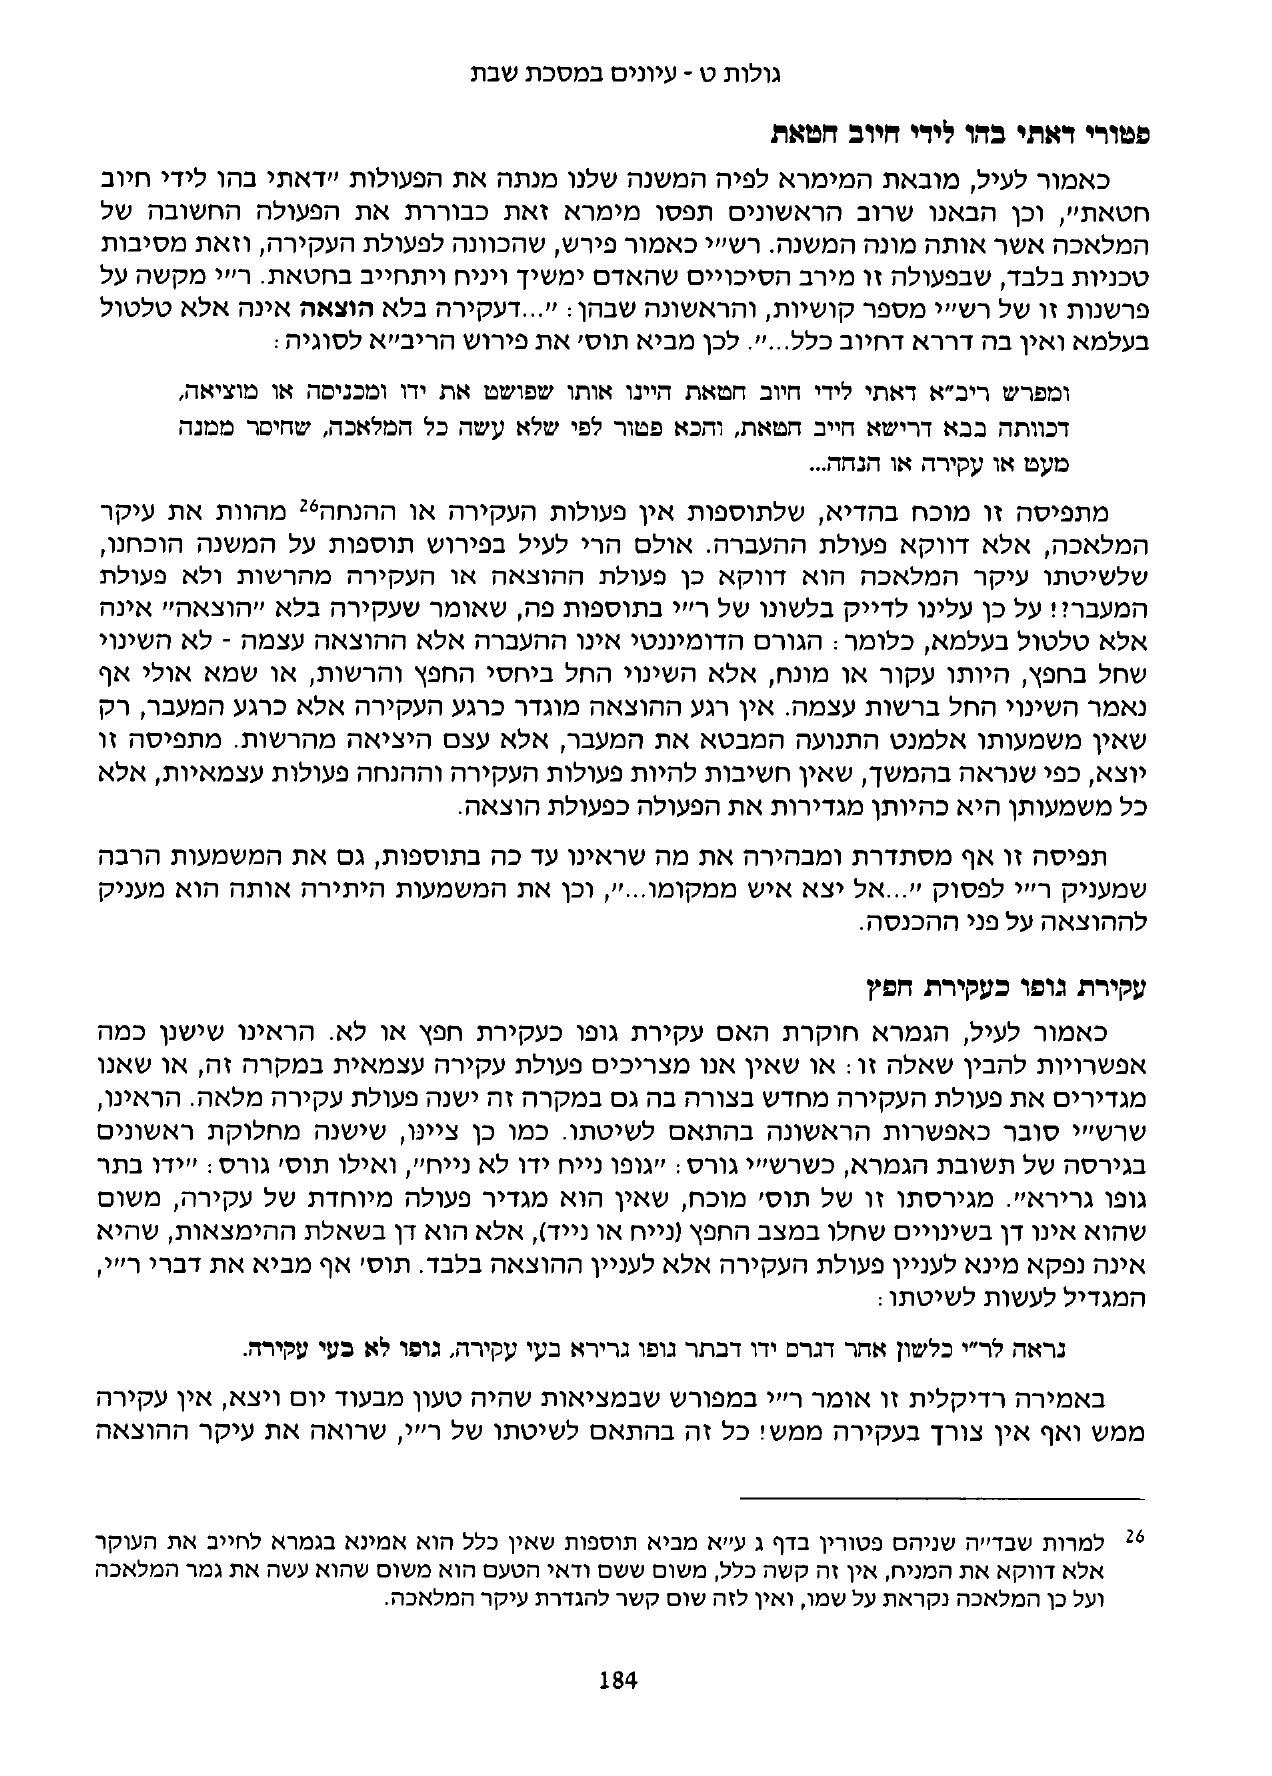 גולות ט - עיונים במסכת שבת
פטורי דאתי בהו לידי חיוב חטאת
כאמור לעיל, מובאת המימרא לפיה המשנה שלנו מנתה את הפעולות "דאתי בהו לידי חיוב
חטאת", וכן הבאנו שרוב הראשונים תפסו מימרא זאת כבוררת את הפעולה החשובה של
המלאכה אשר אותה מונה המשנה. רש"י כאמור פירש, שהכוונה לפעולת העקירה, וזאת מסיבות
טכניות בלבד, שבפעולה זו מירב הסיכויים שהאדם ימשיך ויניח ויתחייב בחטאת. ר"י מקשה על
פרשנות זו של רש"י מספר קושיות, והראשונה שבהן: "...דעקירה בלא הוצאה אינה אלא טלטול
בעלמא ואין בה דררא דחיוב כלל...". לכן מביא תוס' את פירוש הריב"א לסוגיה:
ומפרש ריב"א דאתי לידי חיוב חטאת היינו אותו שפושט את ידו ומכניסה או מוציאה,
דכוותה בבא דרישא חייב חטאת, והכא פטור לפי שלא עשה כל המלאכה, שחיסר ממנה
מעט או עקירה או הנחה...
מתפיסה זו מוכח בהדיא, שלתוספות אין פעולות העקירה או ההנחה26 מהוות את עיקר
המלאכה, אלא דווקא פעולת ההעברה. אולם הרי לעיל בפירוש תוספות על המשנה הוכחנו,
שלשיטתו עיקר המלאכה הוא דווקא כן פעולת ההוצאה או העקירה מהרשות ולא פעולת
המעבר?! על כן עלינו לדייק בלשונו של ר"י בתוספות פה, שאומר שעקירה בלא "הוצאה" אינה
אלא טלטול בעלמא, כלומר: הגורם הדומיננטי אינו ההעברה אלא ההוצאה עצמה - לא השינוי
שחל בחפץ, היותו עקור או מונח, אלא השינוי החל ביחסי החפץ והרשות, או שמא אולי אף
נאמר השינוי החל ברשות עצמה. אין רגע ההוצאה מוגדר כרגע העקירה אלא כרגע המעבר, רק
שאין משמעותו אלמנט התנועה המבטא את המעבר, אלא עצם היציאה מהרשות. מתפיסה זו
יוצא, כפי שנראה בהמשך, שאין חשיבות להיות פעולות העקירה וההנחה פעולות עצמאיות, אלא
כל משמעותן היא כהיותן מגדירות את הפעולה כפעולת הוצאה.
תפיסה זו אף מסתדרת ומבהירה את מה שראינו עד כה בתוספות, גם את המשמעות הרבה
שמעניק ר"י לפסוק "...אל יצא איש ממקומו...", וכן את המשמעות היתירה אותה הוא מעניק
לההוצאה על פני ההכנסה.
עקירת גופו כעקירת חפץ
כאמור לעיל, הגמרא חוקרת האם עקירת גופו כעקירת חפץ או לא. הראינו שישנן כמה
אפשרויות להבין שאלה זו: או שאין אנו מצריכים פעולת עקירה עצמאית במקרה זה, או שאנו
מגדירים את פעולת העקירה מחדש בצורה בה גם במקרה זה ישנה פעולת עקירה מלאה. הראינו,
שרש"י סובר כאפשרות הראשונה בהתאם לשיטתו. כמו כן ציינו, שישנה מחלוקת ראשונים
בגירסה של תשובת הגמרא, כשרש"י גורס: "גופו נייח ידו לא נייח", ואילו תוס' גורס: "ידו בתר
גופו גרירא". מגירסתו זו של תוס' מוכח, שאין הוא מגדיר פעולה מיוחדת של עקירה, משום
שהוא אינו דן בשינויים שחלו במצב החפץ (נייח או נייד), אלא הוא דן בשאלת ההימצאות, שהיא
אינה נפקא מינא לעניין פעולת העקירה אלא לעניין ההוצאה בלבד. תוס' אף מביא את דברי ר"י,
המגדיל לעשות לשיטתו:
נראה לר"י כלשון אחר דגרס ידו דבתר גופו גרירא בעי עקירה, גופו לא בעי עקירה.
באמירה רדיקלית זו אומר ר"י במפורש שבמציאות שהיה טעון מבעוד יום ויצא, אין עקירה
ממש ואף אין צורך בעקירה ממש! כל זה בהתאם לשיטתו של ר"י, שרואה את עיקר ההוצאה
26 למרות שבד"ה שניהם פטורין בדף ג ע"א מביא תוספות שאין כלל הוא אמינא בגמרא לחייב את העוקר
אלא דווקא את המניח, אין זה קשה כלל, משום ששם ודאי הטעם הוא משום שהוא עשה את גמר המלאכה
ועל כן המלאכה נקראת על שמו, ואין לזה שום קשר להגדרת עיקר המלאכה.
184